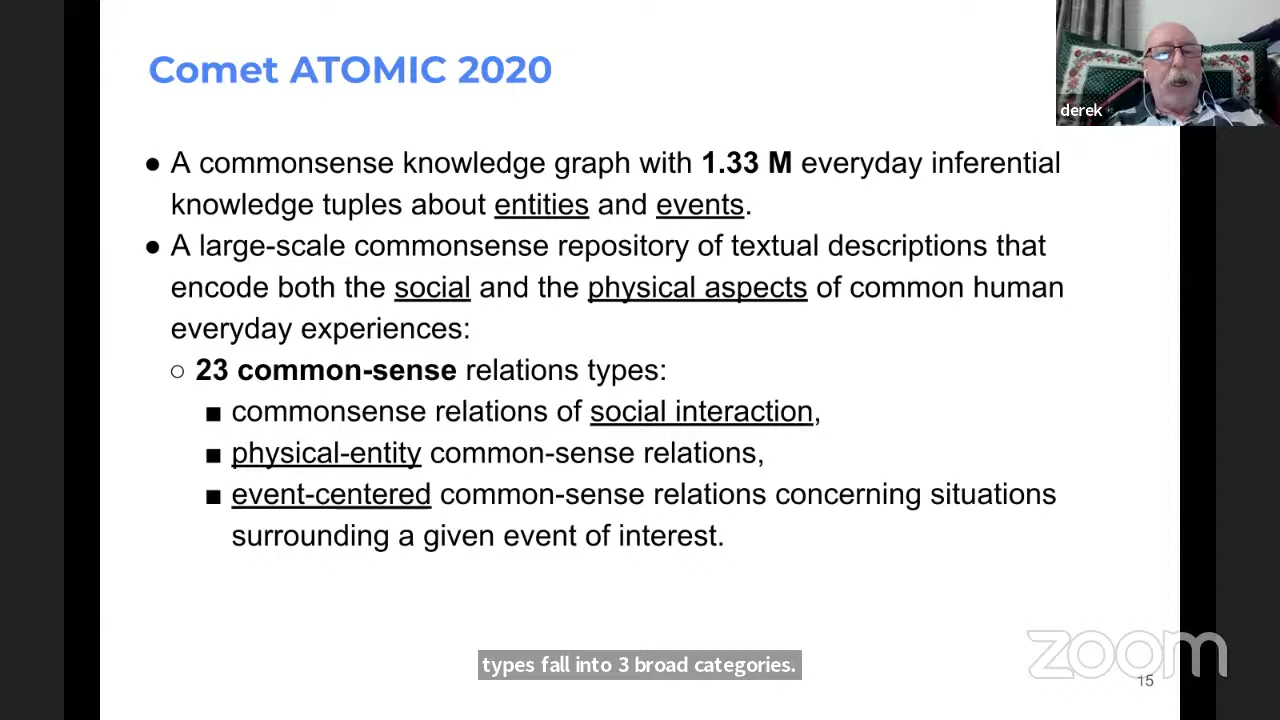 Comet ATOMIC 2020
derek
● A commonsense knowledge graph with 1.33 M everyday inferential
knowledge tuples about entities and events.
● A large-scale commonsense repository of textual descriptions that
encode both the social and the physical aspects of common human
everyday experiences:
○ 23 common-sense relations types:
■ commonsense relations of social interaction,
■ physical-entity common-sense relations,
■ event-centered common-sense relations concerning situations
surrounding a given event of interest.
types fall into 3 broad categories.
zoom
15